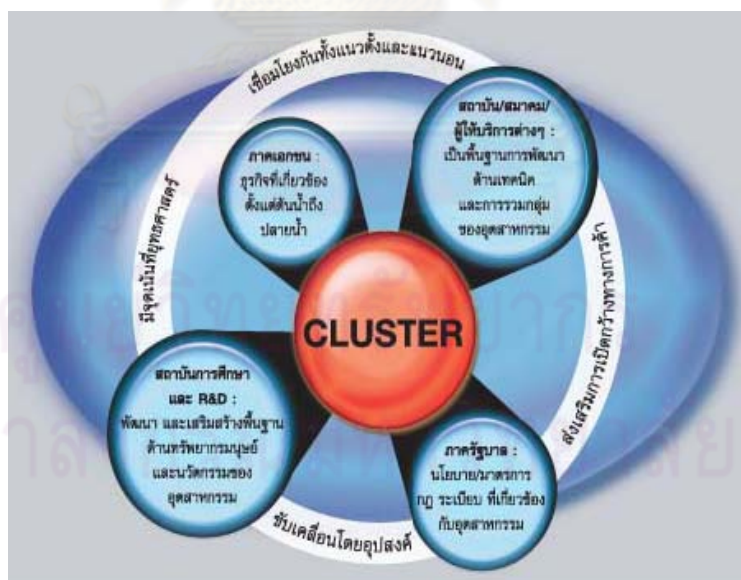 เชื่อมโยงกันทั้งแนวตั้งและแนวนอน
สถาบัน/สมาคม/
ผู้ให้บริการต่างๆ :
เป็นพื้นฐานการพัฒนา
ด้านเทคนิค
และการรวมกลุ่ม
ของอุตสาหกรรม
ภาคเอกชน :
ธุรกิจที่เกี่ยวข้อง
ตั้งแต่ต้นน้ำถึง
ปลายน้ำ
มีจุดเน้นที่ยุทธศาสตร์
CLUSTER
ส่งเสริมการเปิดกว้างทางการค้า
สถาบันการศึกษา
และ R&D :
พัฒนา และเสริมสร้างพื้นฐาน
ด้านทรัพยากรมนุษย์
และนวัตกรรมของ
อุตสาหกรรม
ภาครัฐบาล :
นโยบาย/มาตรการ
กฎ ระเบียบ ที่เกี่ยวข้อง
กับอุตสาหกรรม
ขับเคลื่อนโดยอุปสงค์